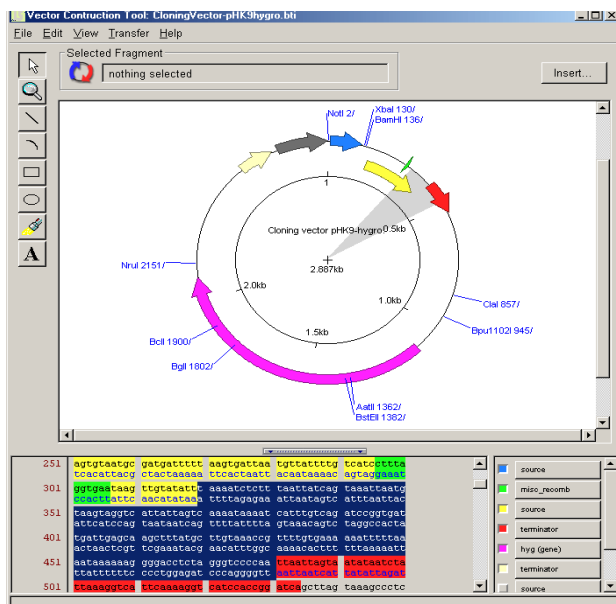 Vector Contruction Tool: CloningVector-pHK9hygro.bti
File Edit View Transfer Help
Selected Fragment
nothing selected
Insert...
NotI 2/
XbaI 130/
BamHI 136/
1
Cloning vector pHK9-hygro
0.5kb
2.887kb
NruI 2151/
2.0kb
1.0kb
ClaI 857/
Bpu1102I 945/
BclI 1900/
1.5kb
BglI 1802/
AatII 1362/
BstEII 1382/
A
251 agtgtaatgc gatgattttt aagtgattaa tgttattttg tcatccttta
tcacattacg ctactaaaaa ttcactaatt acaataaaac agtaggaaat
301 ggtgaataag ttgtatattt aaaatctctt taattatcag taaattaatg
ccacttattc aacatataaa ttttagagaa attaatagtc atttaattac
351 taagtaggtc attattagtc aaaataaaat catttgtcag atccggtgat
attcatccag taataatcag ttttatttta gtaaacagtc taggccacta
401 tgattgagca agctttatgc ttgtaaaccg ttttgtgaaa aaatttttaa
actaactcgt tcgaaatacg aacatttggc aaaacacttt tttaaaaatt
451 aataaaaaag gggacctcta gggtccccaa ttaattagta atataatcta
ttattttttc ccctggagat cccaggggtt aattaatcat tatattagat
501 ttaaaggtca ttcaaaaggt catccaccgg atcagcttag taaagccctc
source
misc_recomb
source
terminator
hyg (gene)
terminator
source